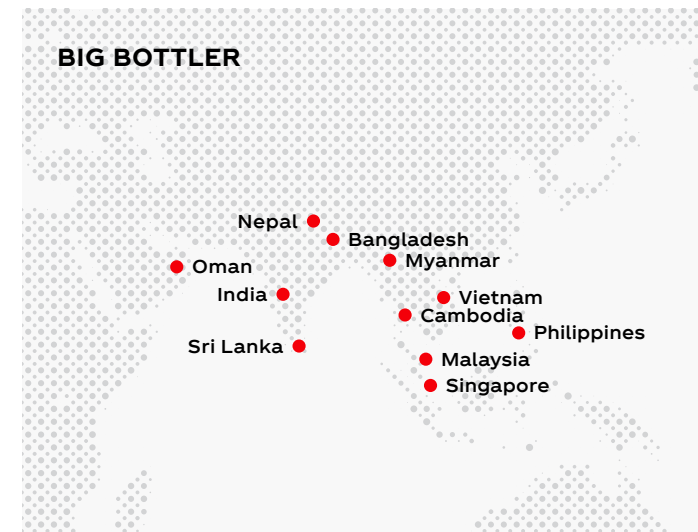 BIG BOTTLER
Nepal
Bangladesh
Myanmar
Oman
India
Vietnam
Cambodia
Philippines
Sri Lanka
Malaysia
Singapore